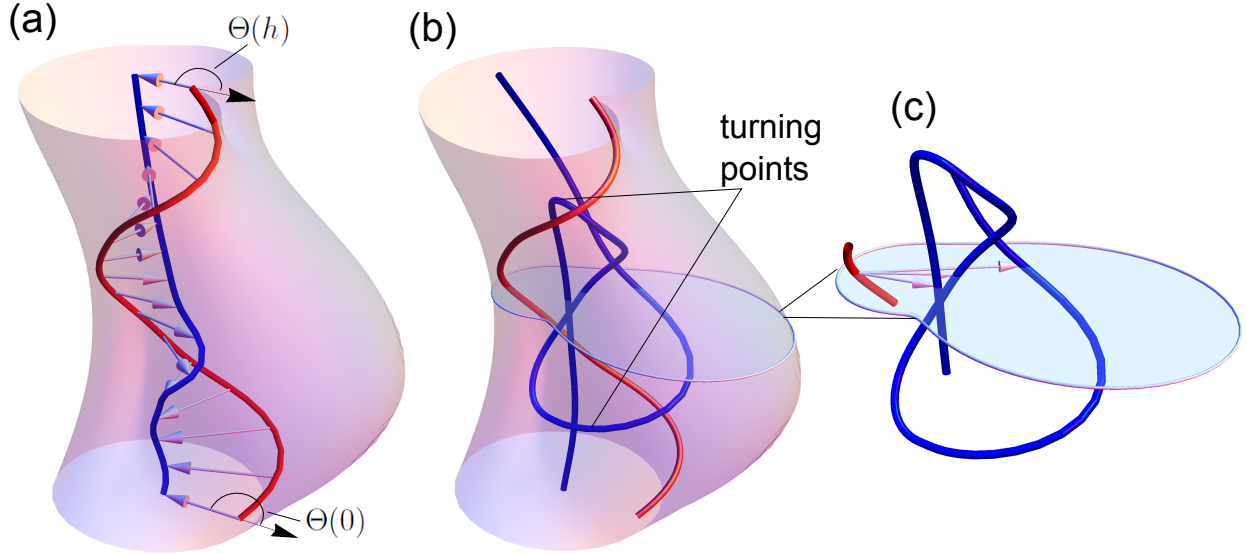 (a)
Θ(h)
(b)
turning
points
(c)
Θ(0)